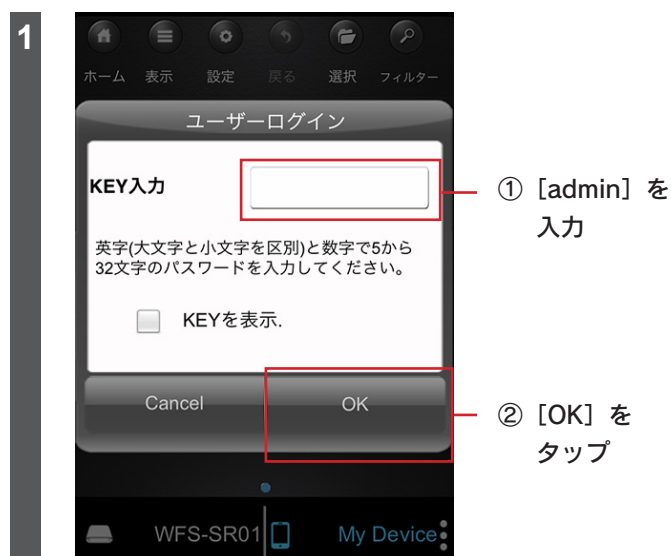 1
ホーム 表示 設定 戻る 選択 フィルター
ユーザーログイン
KEY入力
① [admin] を
入力
英字(大文字と小文字を区別)と数字で5から
32文字のパスワードを入力してください。
KEYを表示.
Cancel OK
② [OK] を
タップ
WFS-SR01 My Device